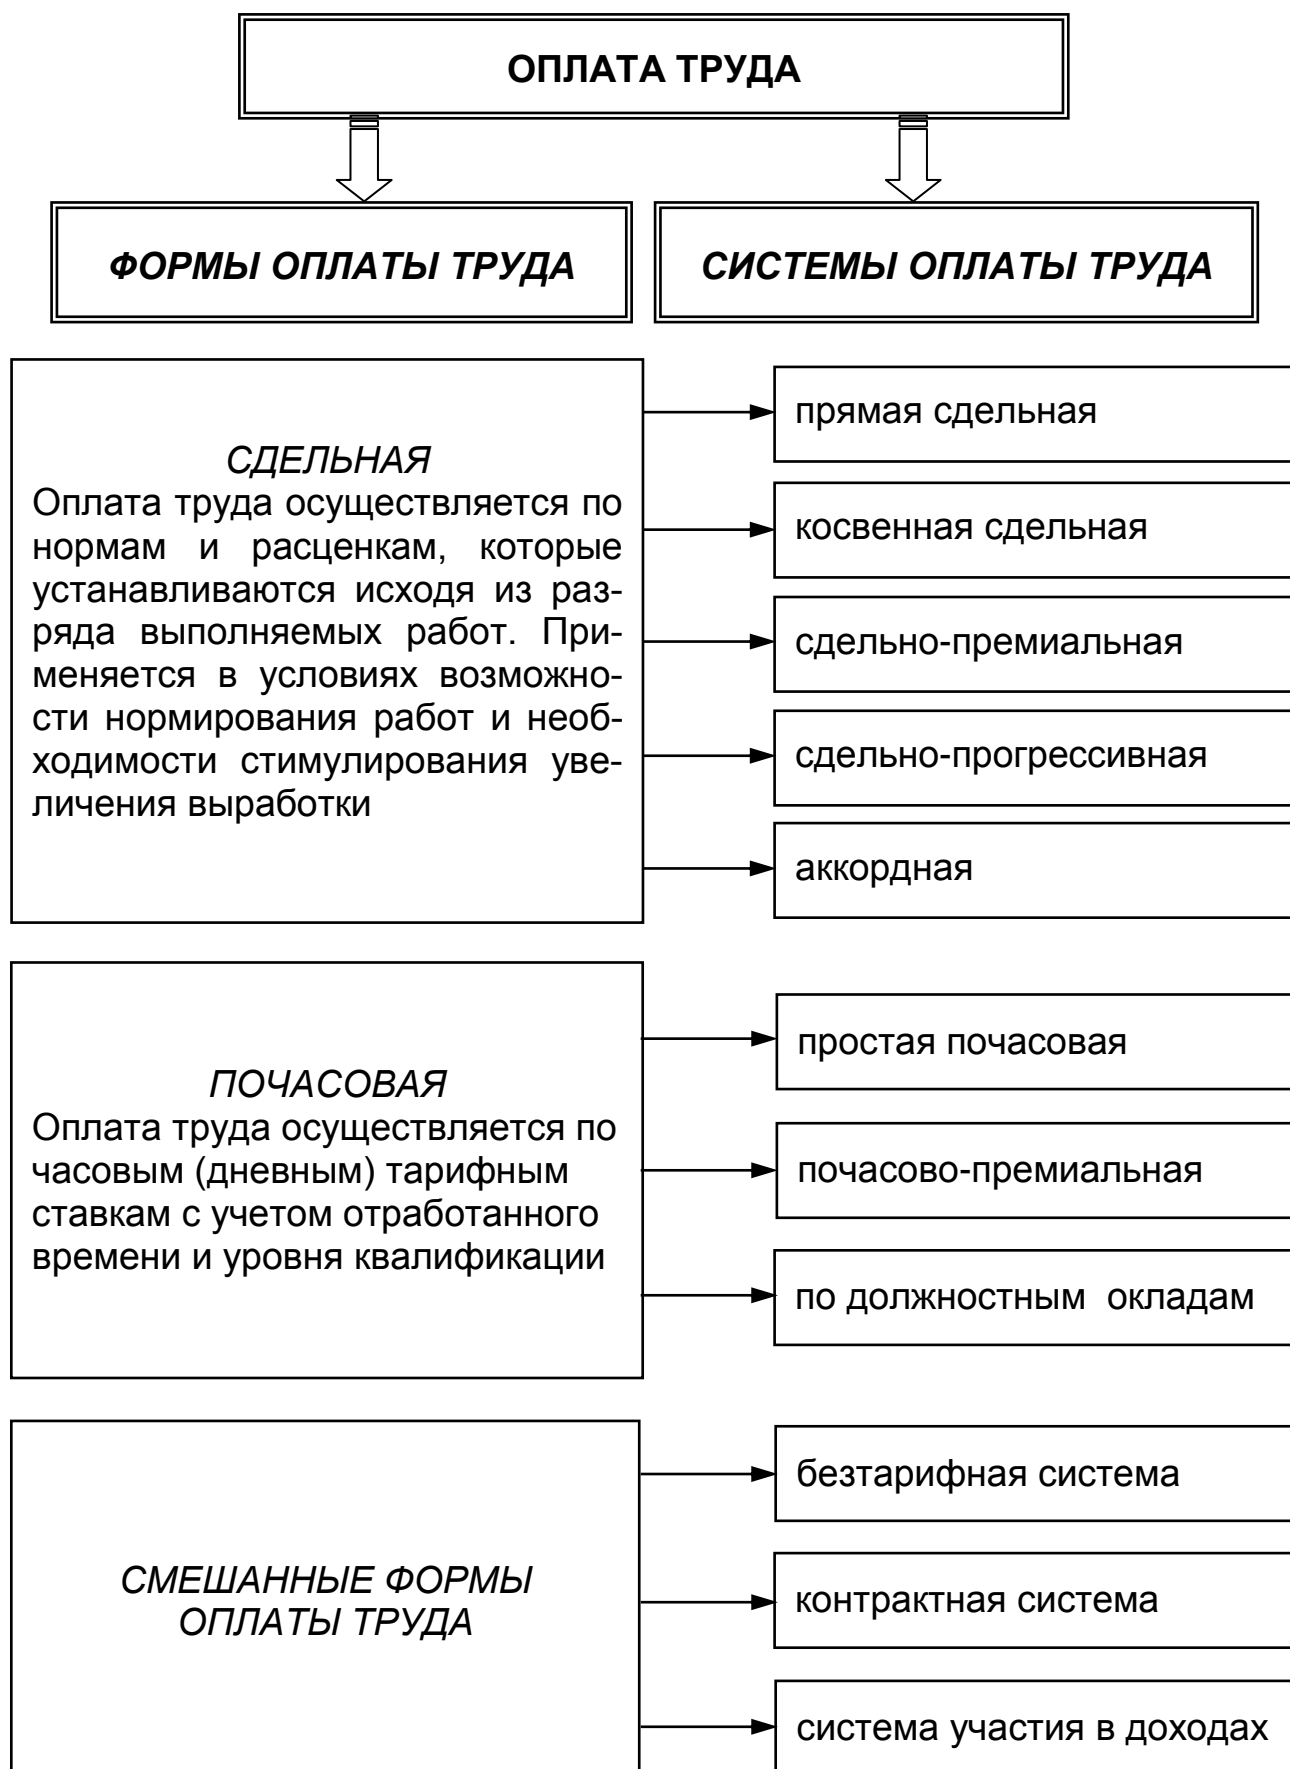 ОПЛАТА ТРУДА
ФОРМЫ ОПЛАТЫ ТРУДА
СИСТЕМЫ ОПЛАТЫ ТРУДА
СДЕЛЬНАЯ
Оплата труда осуществляется по
нормам и расценкам, которые
устанавливаются исходя из раз-
ряда выполняемых работ. При-
меняется в условиях возможно-
сти нормирования работ и необ-
ходимости стимулирования уве-
личения выработки
прямая сдельная
косвенная сдельная
сдельно-премиальная
сдельно-прогрессивная
аккордная
ПОЧАСОВАЯ
Оплата труда осуществляется по
часовым (дневным) тарифным
ставкам с учетом отработанного
времени и уровня квалификации
простая почасовая
почасово-премиальная
по должностным окладам
СМЕШАННЫЕ ФОРМЫ
ОПЛАТЫ ТРУДА
безтарифная система
контрактная система
система участия в доходах